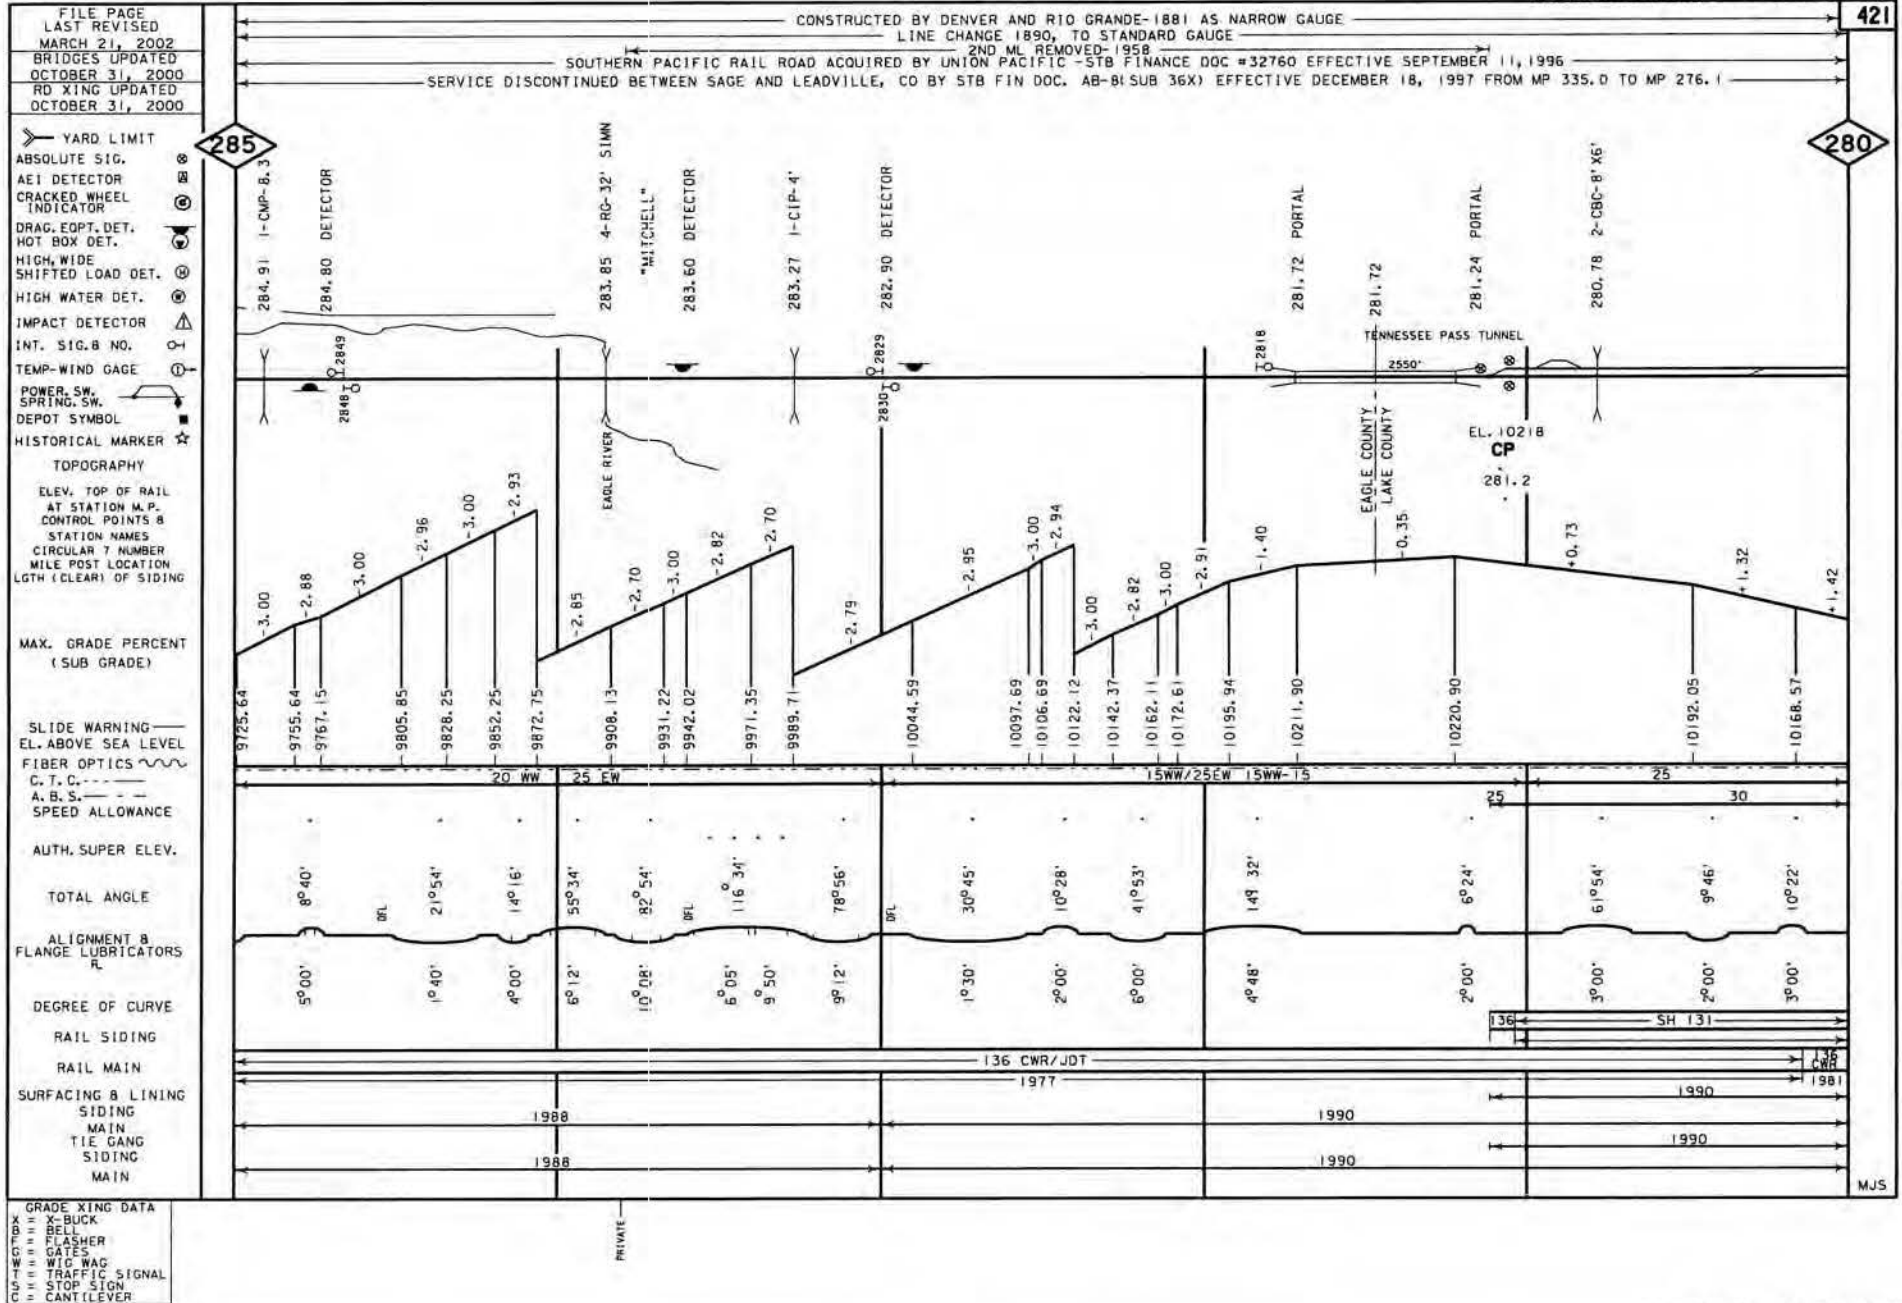 FILE PAGE
LAST REVISED
MARCH 21, 2002
BRIDGES UPDATED
OCTOBER 31, 2000
RD XING UPDATED
OCTOBER 31, 2000
CONSTRUCTED BY DENVER AND RIO GRANDE-1881 AS NARROW GAUGE
LINE CHANGE 1890, TO STANDARD GAUGE
2ND ML REMOVED-1958
SOUTHERN PACIFIC RAIL ROAD ACQUIRED BY UNION PACIFIC -STB FINANCE DOC #32760 EFFECTIVE SEPTEMBER 11,1996
SERVICE DISCONTINUED BETWEEN SAGE AND LEADVILLE, CO BY STB FIN DOC. AB-8(SUB 36X) EFFECTIVE DECEMBER 18, 1997 FROM MP 335.0 TO MP 276.1
421
285
280
YARD LIMIT
ABSOLUTE SIG.
AEI DETECTOR
CRACKED WHEEL
INDICATOR
DRAG. EQPT. DET.
HOT BOX DET.
HIGH, WIDE
SHIFTED LOAD DET.
HIGH WATER DET.
IMPACT DETECTOR
INT. SIG.& NO.
TEMP-WIND GAGE
POWER. SW.
SPRING. SW.
DEPOT SYMBOL
HISTORICAL MARKER
TOPOGRAPHY
ELEV. TOP OF RAIL
AT STATION M.P.
CONTROL POINTS &
STATION NAMES
CIRCULAR 7 NUMBER
MILE POST LOCATION
LGTH (CLEAR) OF SIDING
MAX. GRADE PERCENT
(SUB GRADE)
SLIDE WARNING
EL. ABOVE SEA LEVEL
FIBER OPTICS
C. T. C.
A. B. S.
SPEED ALLOWANCE
AUTH. SUPER ELEV.
TOTAL ANGLE
ALIGNMENT &
FLANGE LUBRICATORS
DEGREE OF CURVE
RAIL SIDING
RAIL MAIN
SURFACING & LINING
SIDING
MAIN
TIE GANG
SIDING
MAIN
284.91 1-CMP-8.3
284.80 DETECTOR
283.85 4-RG-32' SIMN
"MITCHELL"
283.60 DETECTOR
283.27 1-CIP-4'
282.90 DETECTOR
281.72 PORTAL
281.72
281.24 PORTAL
280.78 2-CBC-8'X6'
2849
2848
2829
2830
2818
TENNESSEE PASS TUNNEL
2550'
EAGLE RIVER
EAGLE COUNTY
LAKE COUNTY
EL. 10218
CP
281.2
-3.00
-2.88
-3.00
-2.96
-3.00
-2.93
-2.85
-2.70
-3.00
-2.82
-2.70
-2.79
-2.95
-3.00
-2.94
-3.00
-2.82
-3.00
-2.91
-1.40
-0.35
+0.73
+1.32
+1.42
9725.64
9755.64
9767.15
9805.85
9828.25
9852.25
9872.75
9908.13
9931.22
9942.02
9971.35
9989.71
10044.59
10097.69
10106.69
10122.12
10142.37
10162.11
10172.61
10195.94
10211.90
10220.90
10192.05
10168.57
20 WW 25 EW
15WW/25EW 15WW-15
25
25
30
8°40'
DFL
21°54'
14°16'
55°34'
82°54'
DFL
116°34'
78°56'
DFL
30°45'
10°28'
41°53'
149°32'
6°24'
61°54'
9°46'
10°22'
5°00'
1°40'
4°00'
6°12'
10°08'
6°05'
9°50'
9°12'
1°30'
2°00'
6°00'
4°48'
2°00'
3°00'
2°00'
3°00'
136
SH 131
136 CWR/JDT
136
CWR
1977
1981
1990
1988
1990
1990
1988
1990
MJS
GRADE XING DATA
X = X-BUCK
B = BELL
F = FLASHER
G = GATES
W = WIG WAG
T = TRAFFIC SIGNAL
S = STOP SIGN
C = CANTILEVER
PRIVATE